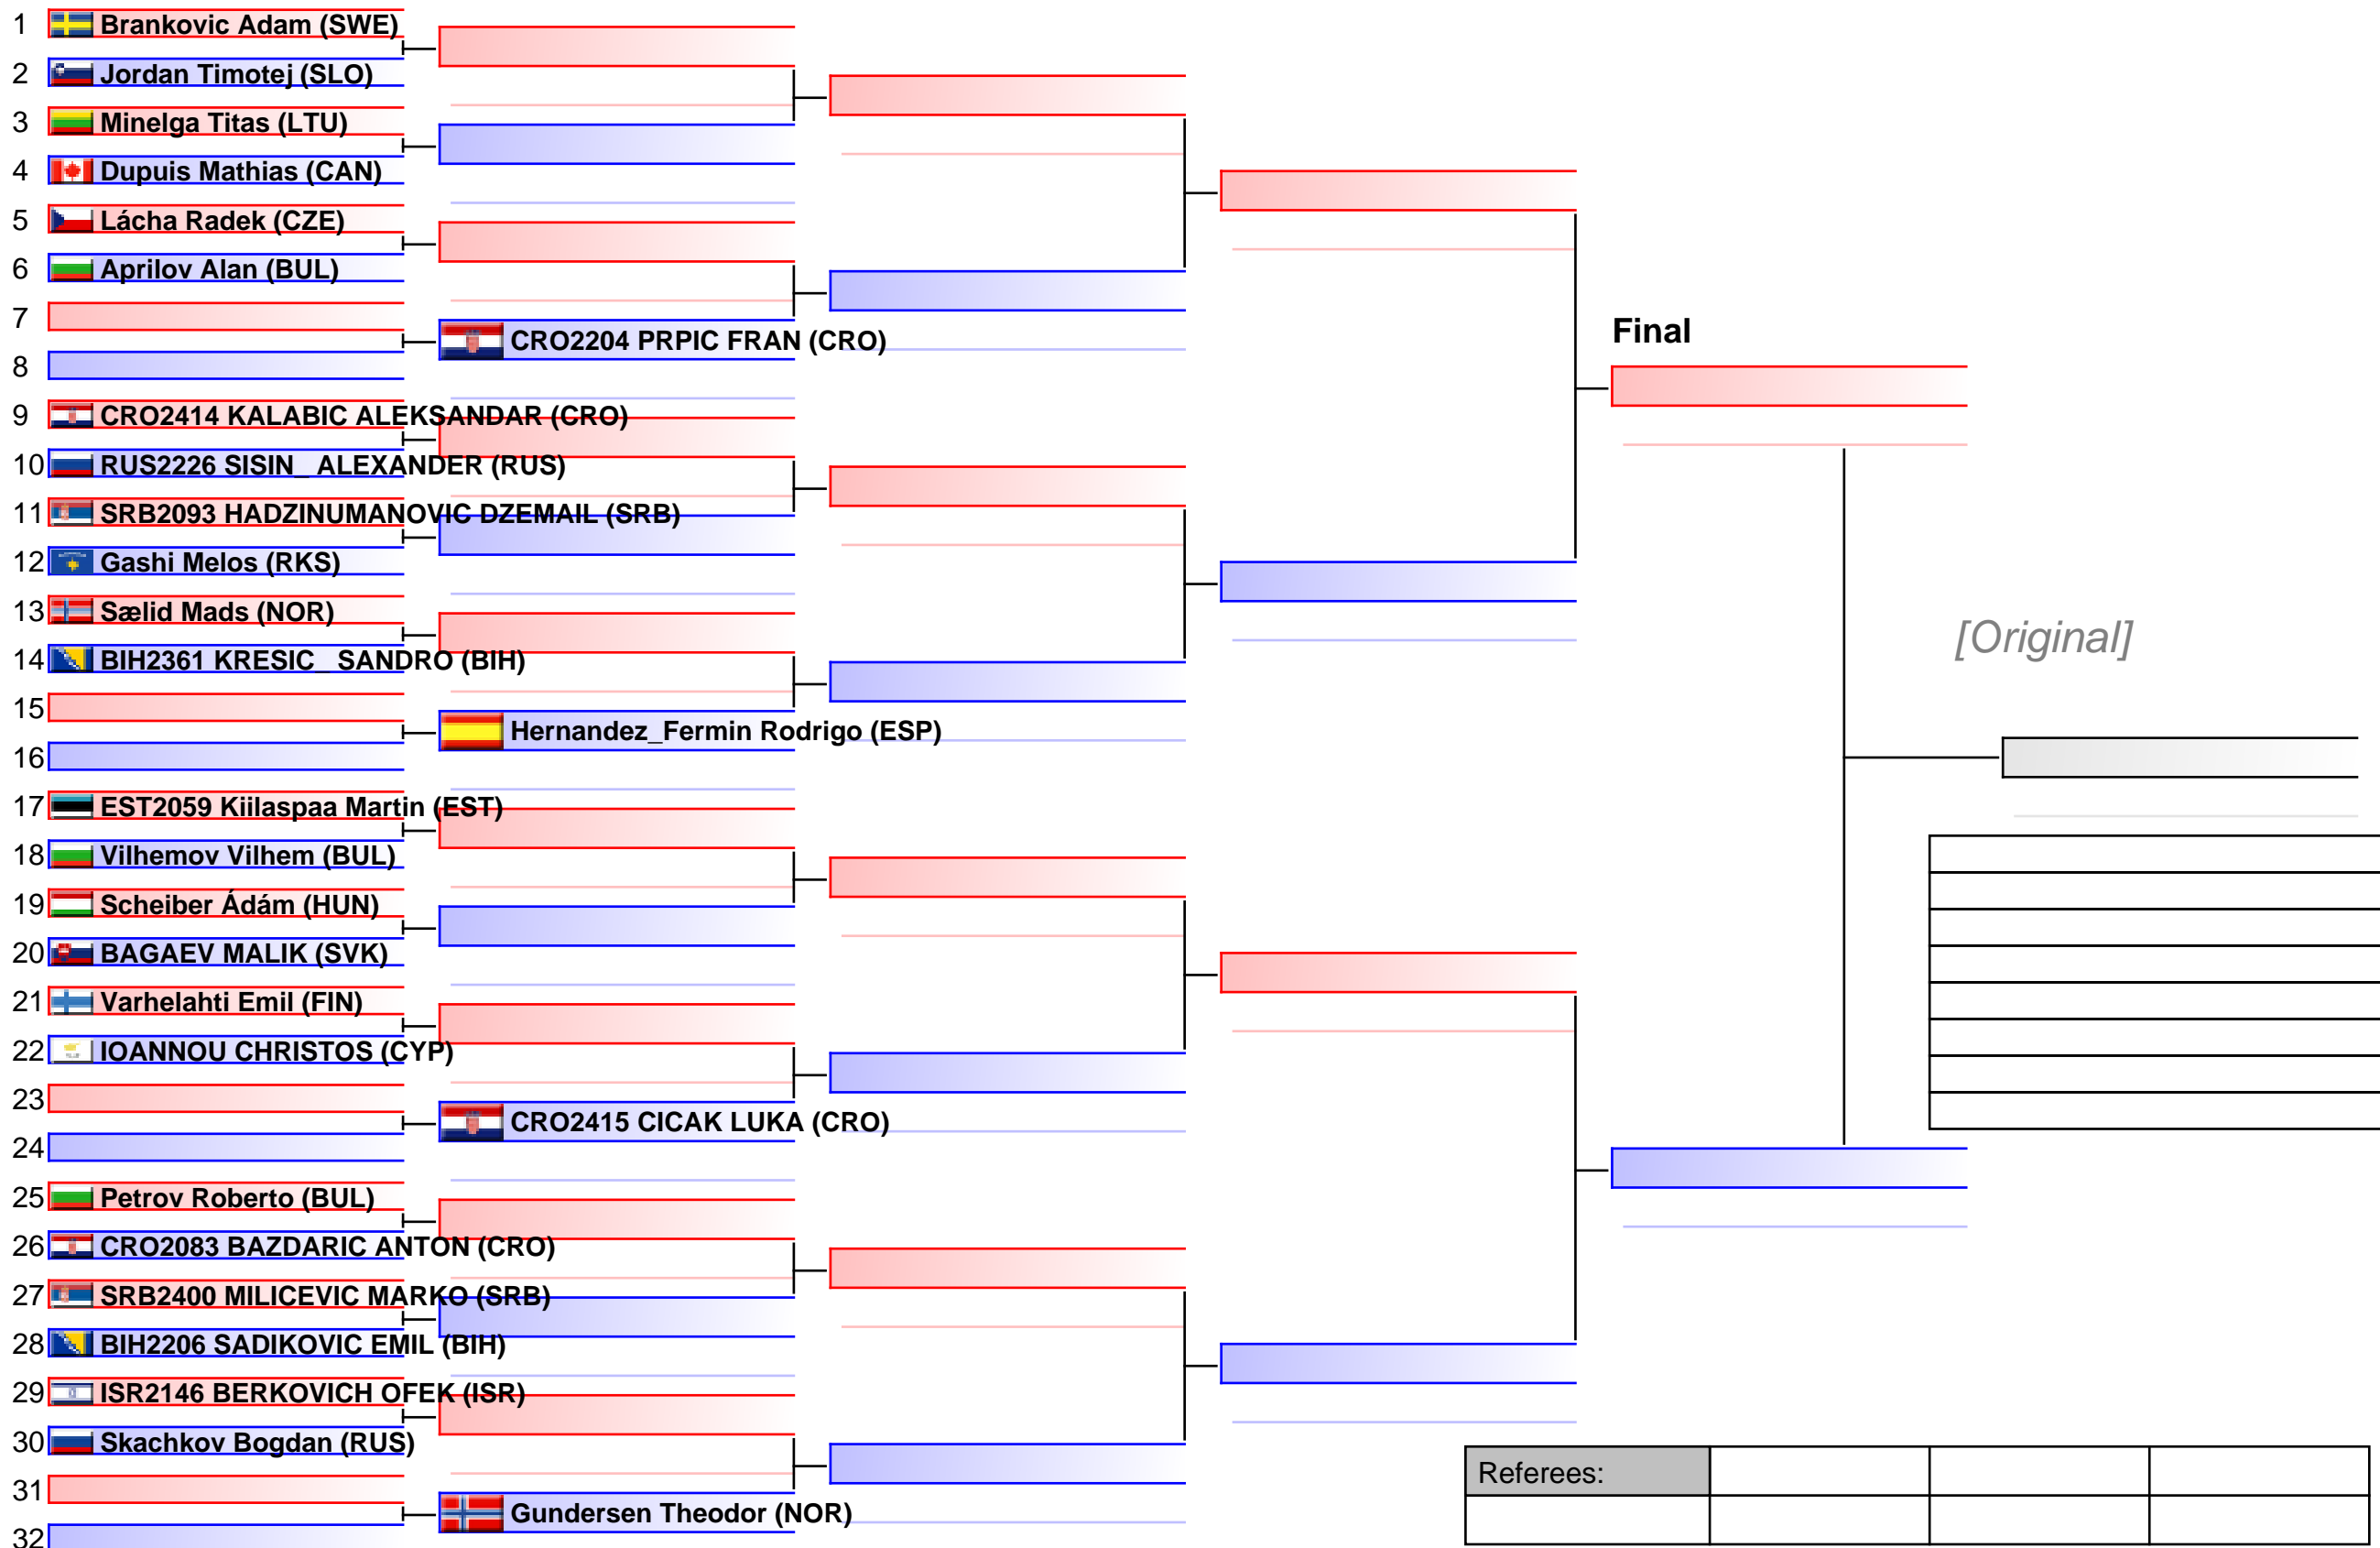 1 Brankovic Adam (SWE)
2 Jordan Timotej (SLO)
3 Minelga Titas (LTU)
4 Dupuis Mathias (CAN)
5 Lácha Radek (CZE)
6 Aprilov Alan (BUL)
7
CRO2204 PRPIC FRAN (CRO)
8
9 CRO2414 KALABIC ALEKSANDAR (CRO)
10 RUS2226 SISIN_ ALEXANDER (RUS)
11 SRB2093 HADZINUMANOVIC DZEMAIL (SRB)
12 Gashi Melos (RKS)
13 Sælid Mads (NOR)
14 BIH2361 KRESIC_ SANDRO (BIH)
15
Hernandez_Fermin Rodrigo (ESP)
16
17 EST2059 Kiilaspaa Martin (EST)
18 Vilhemov Vilhem (BUL)
19 Scheiber Ádám (HUN)
20 BAGAEV MALIK (SVK)
21 Varhelahti Emil (FIN)
22 IOANNOU CHRISTOS (CYP)
23
CRO2415 CICAK LUKA (CRO)
24
25 Petrov Roberto (BUL)
26 CRO2083 BAZDARIC ANTON (CRO)
27 SRB2400 MILICEVIC MARKO (SRB)
28 BIH2206 SADIKOVIC EMIL (BIH)
29 ISR2146 BERKOVICH OFEK (ISR)
30 Skachkov Bogdan (RUS)
31
Gundersen Theodor (NOR)
32
Final
[Original]
Referees: